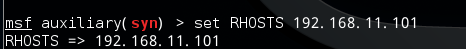 msf auxiliary(syn) > set RHOSTS 192.168.11.101
RHOSTS => 192.168.11.101